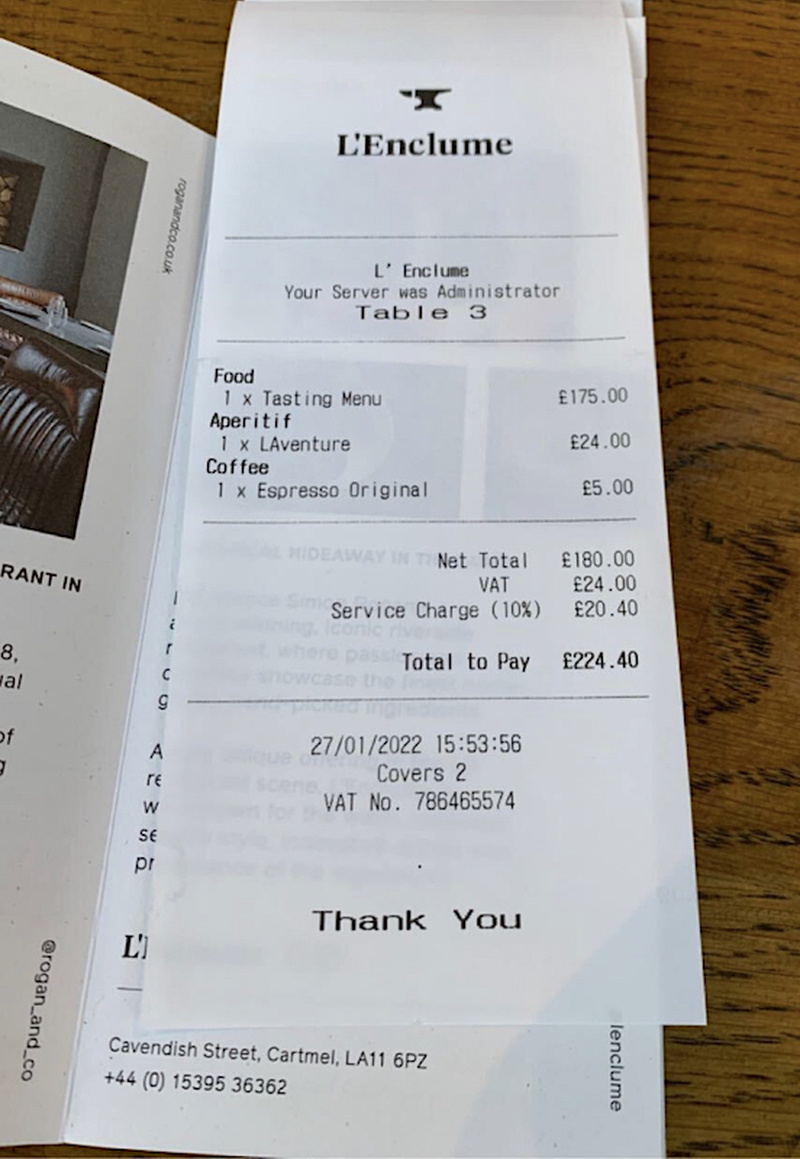 L'Enclume
L' Enclume
Your Server was Administrator
Table 3
Food
1 x Tasting Menu £175.00
Aperitif
1 x LAventure £24.00
Coffee
1 x Espresso Original £5.00
Net Total £180.00
VAT £24.00
Service Charge (10%) £20.40
Total to Pay £224.40
27/01/2022 15:53:56
Covers 2
VAT No. 786465574
Thank You
roganandco.co.uk
RANT IN
8,
of
@rogan_and_co
Cavendish Street, Cartmel, LA11 6PZ
+44 (0) 15395 36362
lenclume